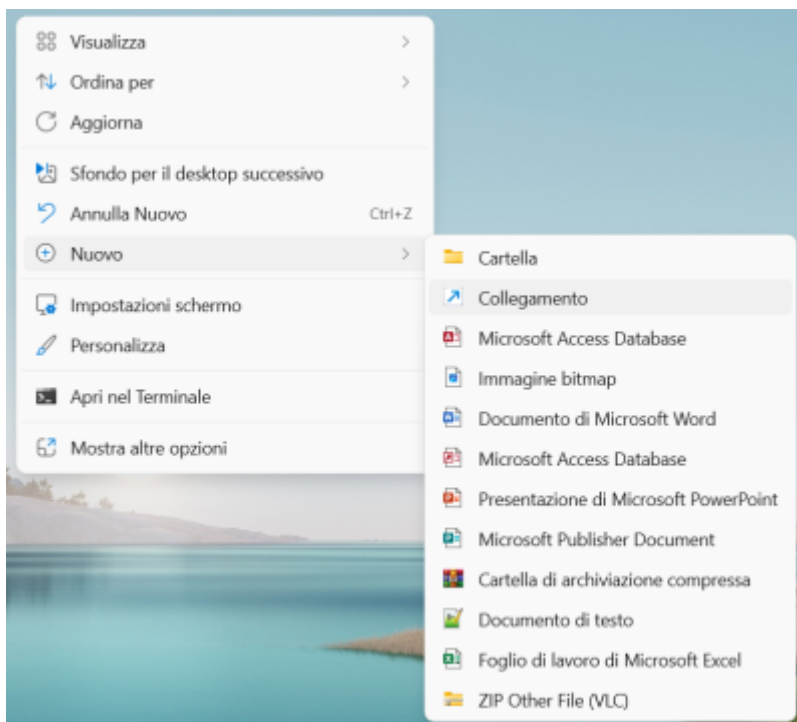 Visualizza
Ordina per
Aggiorna
Sfondo per il desktop successivo
Annulla Nuovo Ctrl+Z
Nuovo
Impostazioni schermo
Personalizza
Apri nel Terminale
Mostra altre opzioni
Cartella
Collegamento
Microsoft Access Database
Immagine bitmap
Documento di Microsoft Word
Microsoft Access Database
Presentazione di Microsoft PowerPoint
Microsoft Publisher Document
Cartella di archiviazione compressa
Documento di testo
Foglio di lavoro di Microsoft Excel
ZIP Other File (VLC)